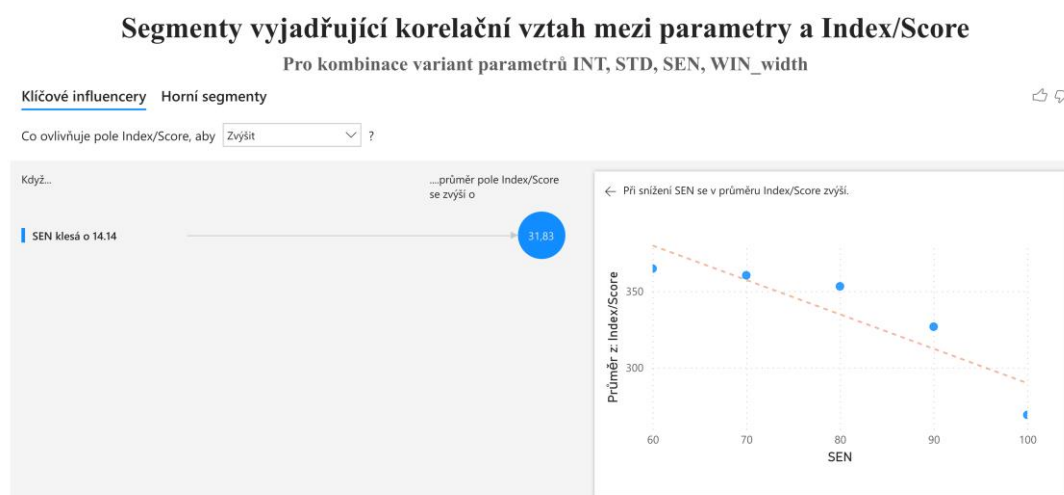 Segmenty vyjadřující korelační vztah mezi parametry a Index/Score
Pro kombinace variant parametrů INT, STD, SEN, WIN_width
Klíčové influencery Horní segmenty
Co ovlivňuje pole Index/Score, aby Zvýšit ?
Když...
....průměr pole Index/Score
se zvýší o
SEN klesá o 14.14
31,83
← Při snížení SEN se v průměru Index/Score zvýší.
Průměr z: Index/Score
350
300
60 70 80 90 100
SEN